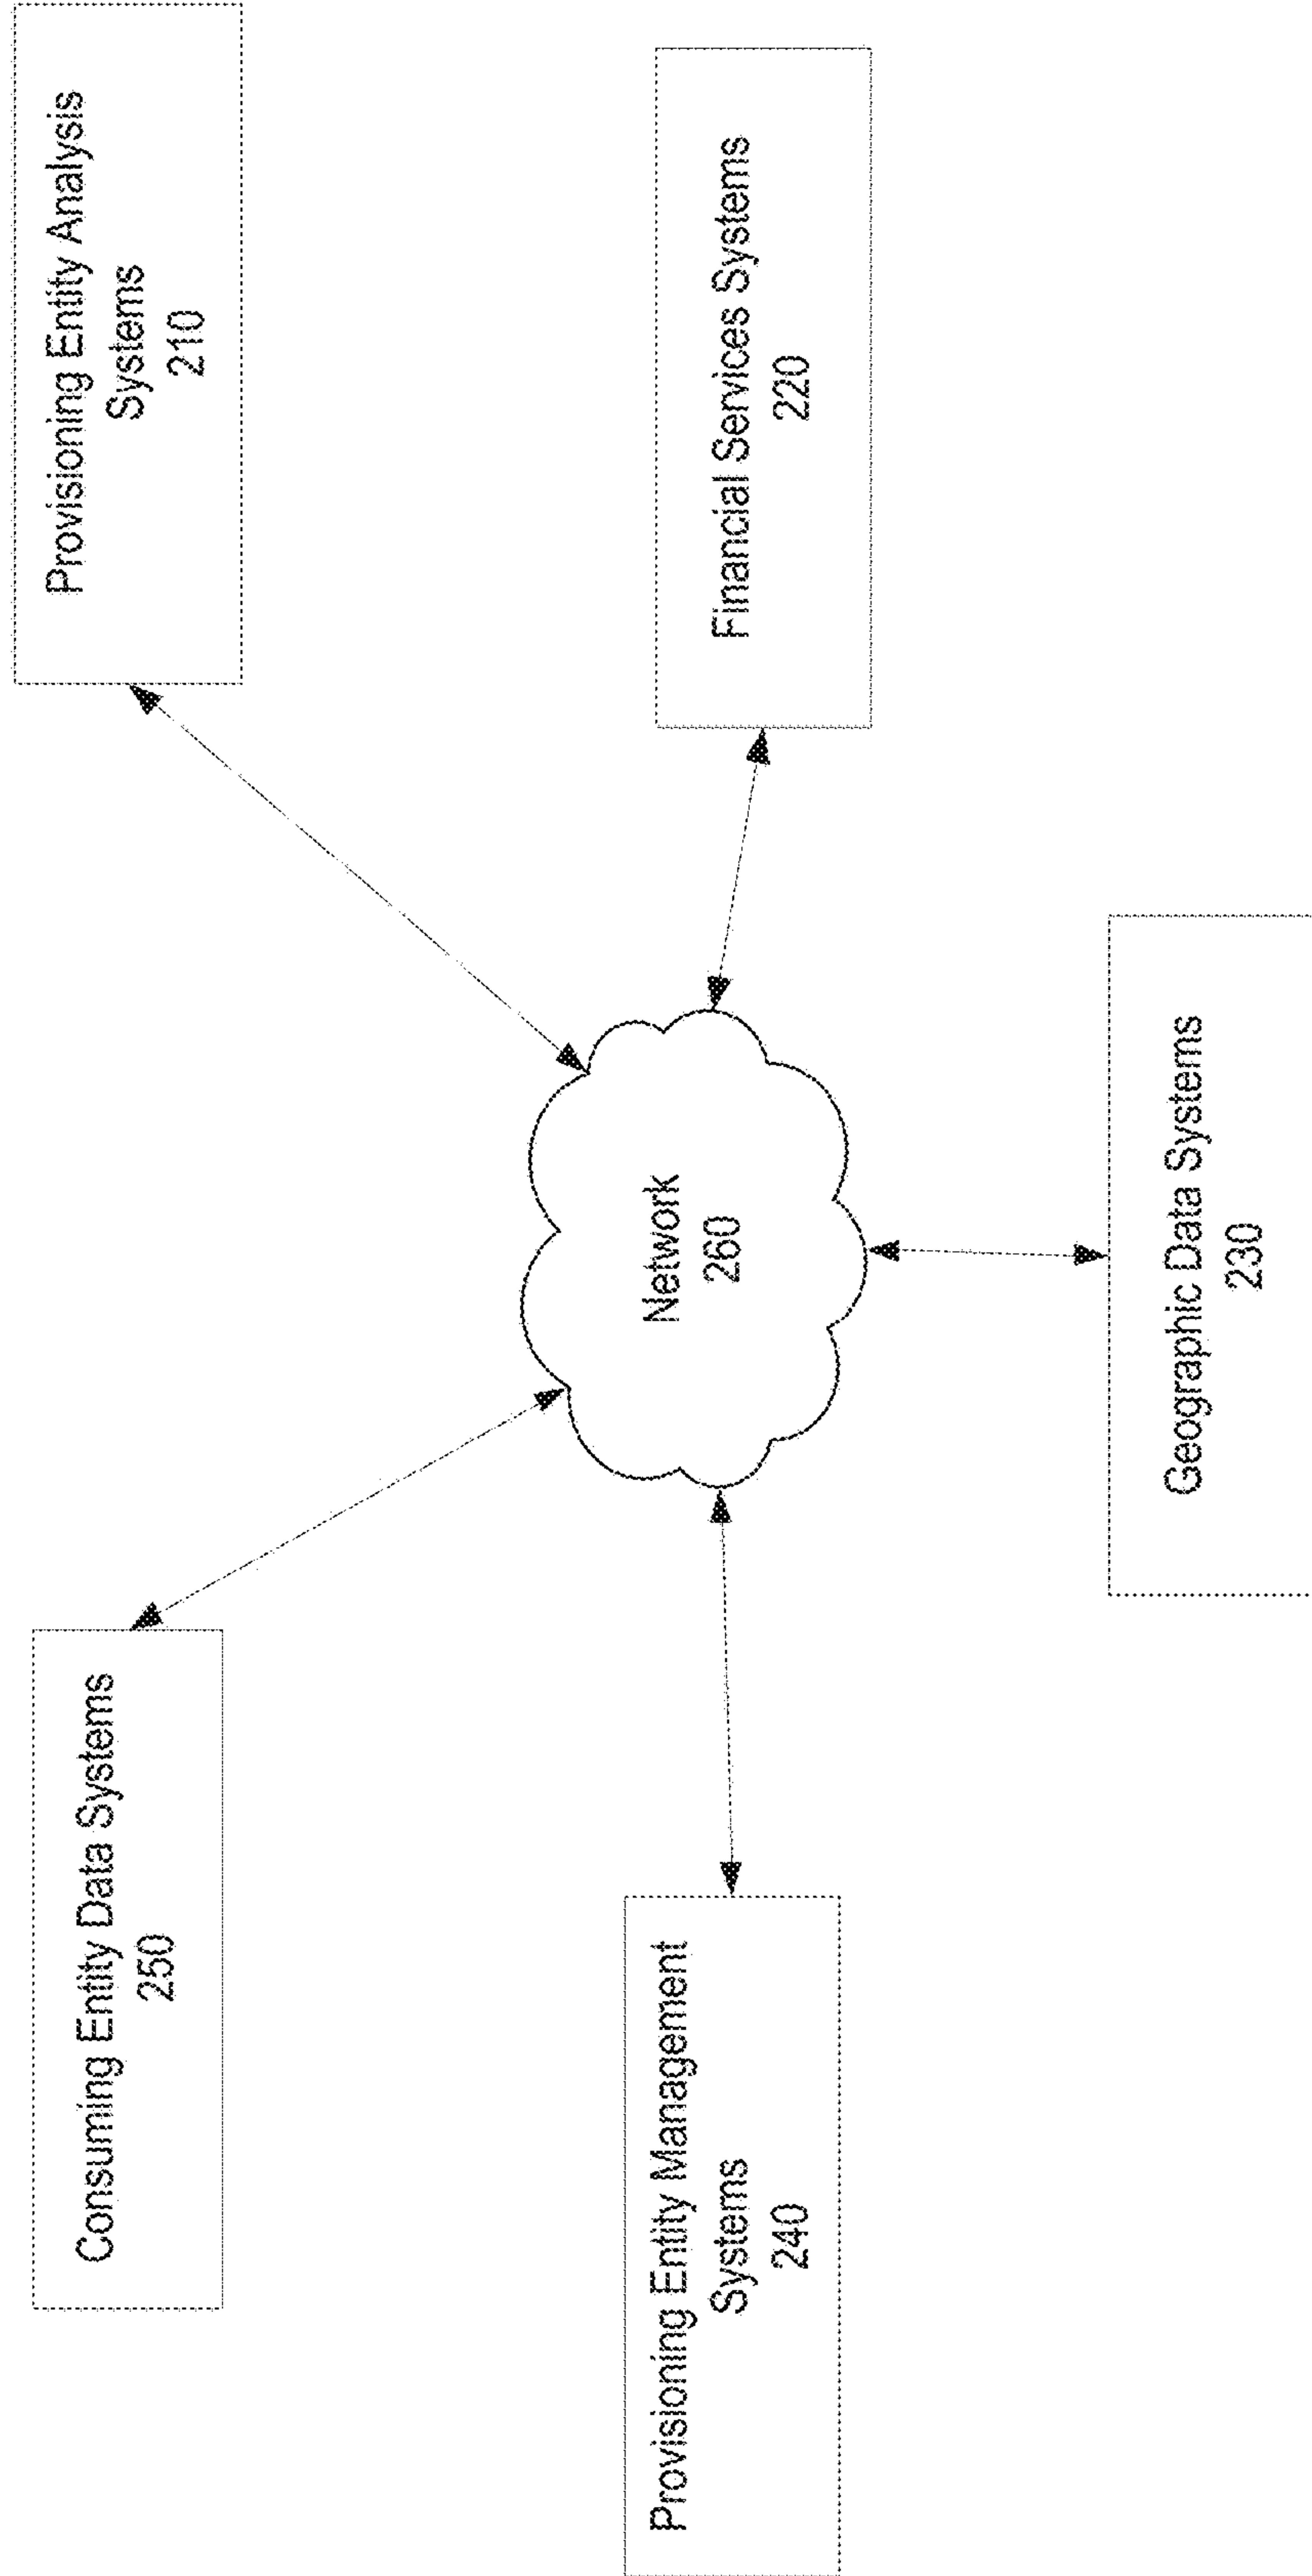 Consuming Entity Data Systems
250
Provisioning Entity Analysis
Systems
210
Provisioning Entity Management
Systems
240
Network
260
Financial Services Systems
220
Geographic Data Systems
230